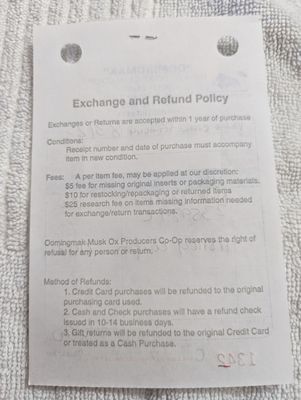 Exchange and Refund Policy
Exchanges or Returns are accepted within 1 year of purchase
Conditions:
Receipt number and date of purchase must accompany
item in new condition.
Fees: A per item fee, may be applied at our discretion:
$5 fee for missing original inserts or packaging materials.
$10 for restocking/repackaging or returned items
$25 research fee on items missing information needed
for exchange/return transactions.
Oomingmak Musk Ox Producers Co-Op reserves the right of
refusal for any person or return.
Method of Refunds:
1. Credit Card purchases will be refunded to the original
purchasing card used.
2. Cash and Check purchases will have a refund check
issued in 10-14 business days.
3. Gift returns will be refunded to the original Credit Card
or treated as a Cash Purchase.
1342